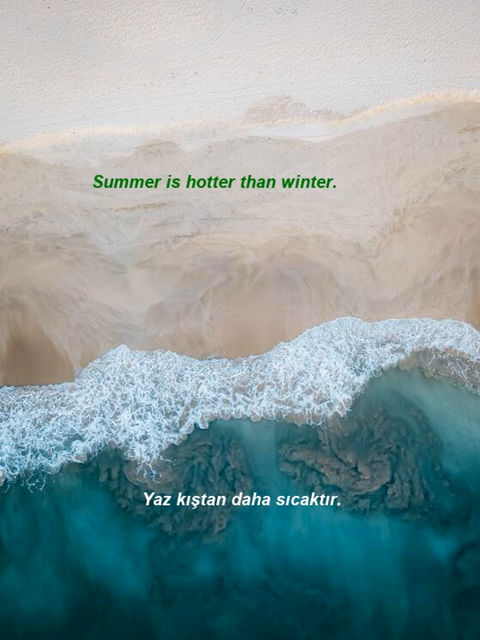 Summer is hotter than winter.
Yaz kıştan daha sıcaktır.